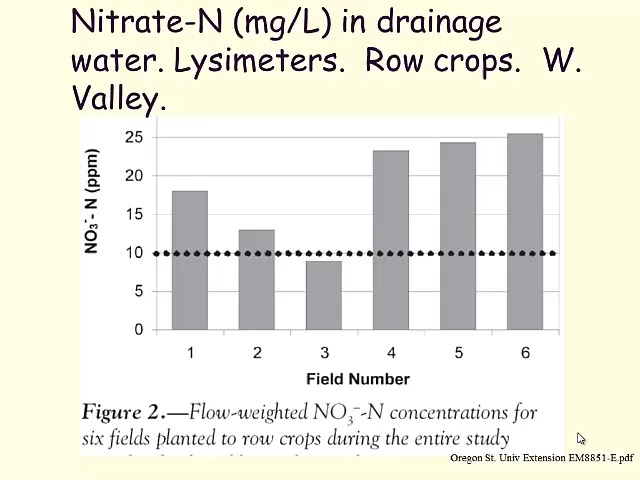 Nitrate-N (mg/L) in drainage
water. Lysimeters. Row crops. W.
Valley.
25
20
15
10
5
0
NO3- - N (ppm)
1 2 3 4 5 6
Field Number
Figure 2.—Flow-weighted NO3−-N concentrations for
six fields planted to row crops during the entire study
Oregon St. Univ Extension EM8851-E.pdf